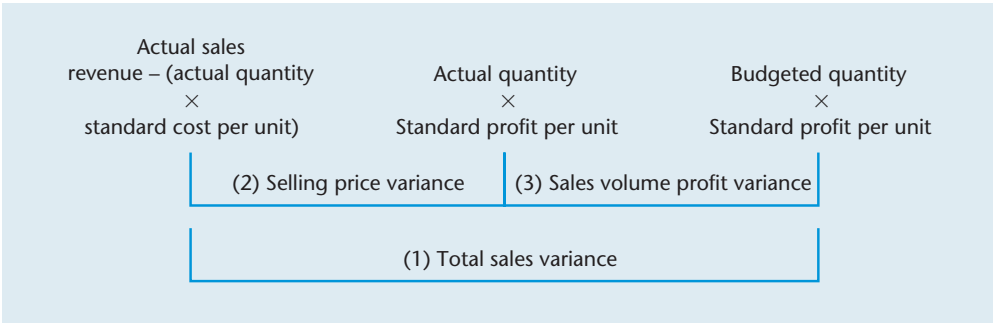 Actual sales
revenue – (actual quantity
×
standard cost per unit)
Actual quantity
×
Standard profit per unit
Budgeted quantity
×
Standard profit per unit
(2) Selling price variance
(3) Sales volume profit variance
(1) Total sales variance